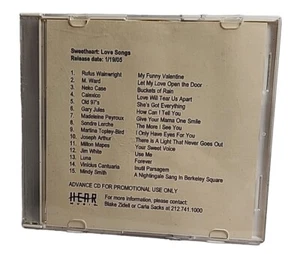 Sweetheart: Love Songs
Release date: 1/19/05
1. Rufus Wainwright My Funny Valentine
2. M. Ward Let My Love Open the Door
3. Neko Case Buckets of Rain
4. Calexico Love Will Tear Us Apart
5. Old 97's She's Got Everything
6. Gary Jules How Can I Tell You
7. Madeleine Peyroux Give Your Mama One Smile
8. Sondre Lerche The More I See You
9. Martina Topley-Bird I Only Have Eyes For You
10. Joseph Arthur There Is A Light That Never Goes Out
11. Milton Mapes Your Sweet Voice
12. Jim White Use Me
13. Luna Forever
14. Vinicius Cantuaria Inutil Paisagem
15. Mindy Smith A Nightingale Sang In Berkeley Square
ADVANCE CD FOR PROMOTIONAL USE ONLY
HEAR
MUSIC
For more information, please contact:
Blake Zidell or Carla Sacks at 212.741.1000